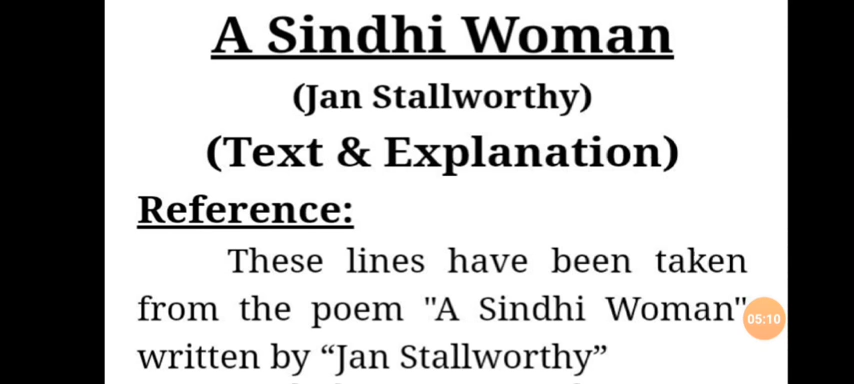 A Sindhi Woman
(Jan Stallworthy)
(Text & Explanation)
Reference:
These lines have been taken
from the poem "A Sindhi Woman"
written by “Jan Stallworthy”
05:10